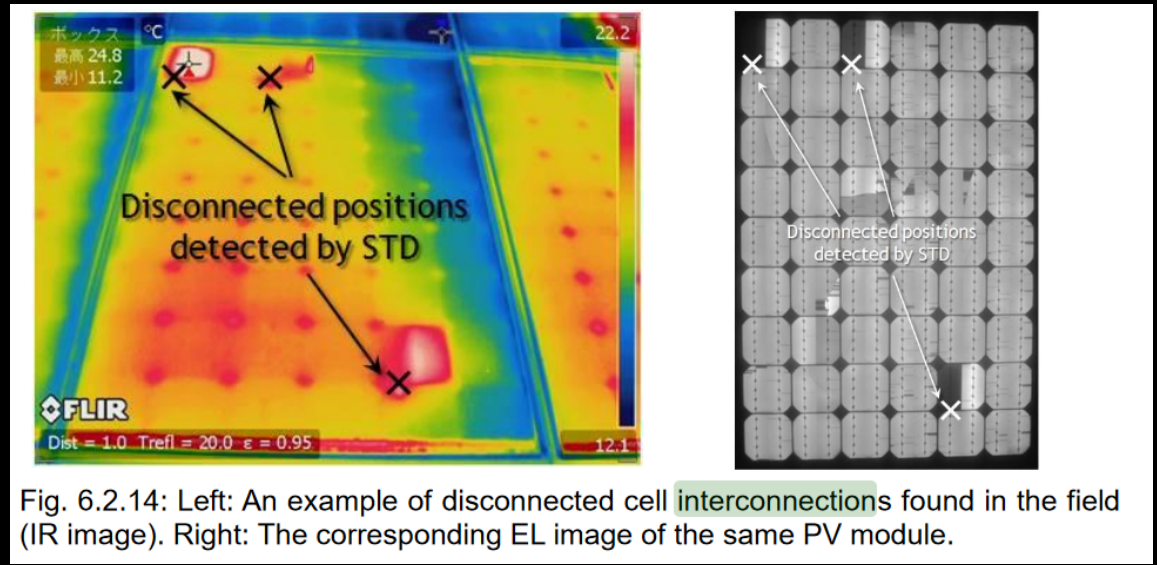 ボックス °C
最高 24.8
最小 11.2
22.2
Disconnected positions
detected by STD
◇FLIR
Dist = 1.0 Trefl = 20.0 ε = 0.95
12.1
Disconnected positions
detected by STD
Fig. 6.2.14: Left: An example of disconnected cell interconnections found in the field
(IR image). Right: The corresponding EL image of the same PV module.